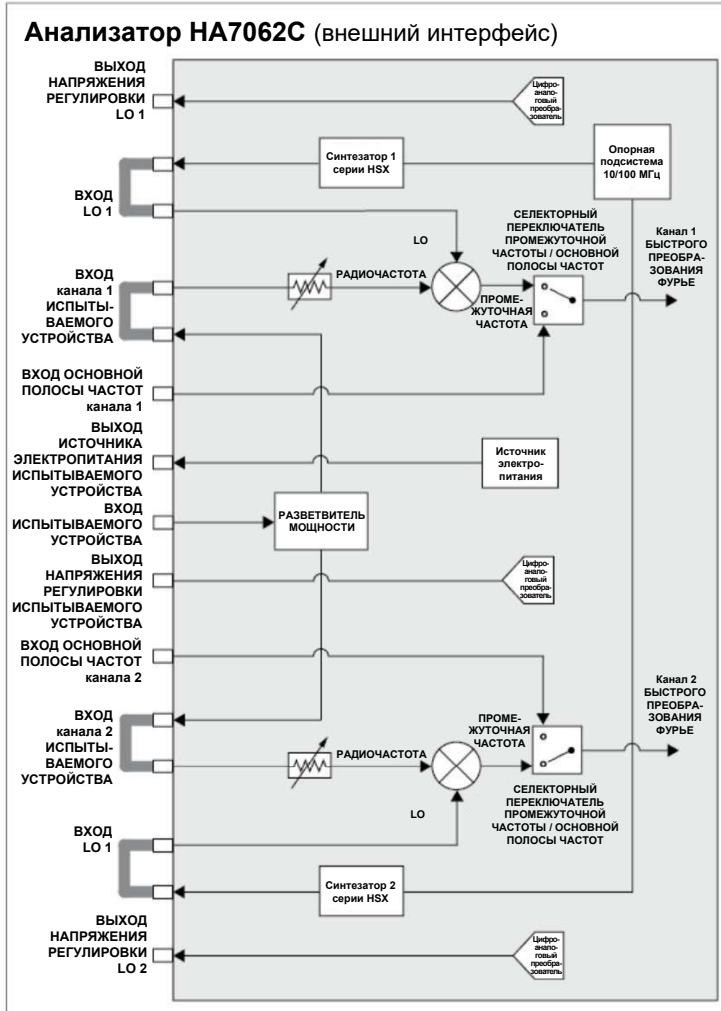 Анализатор HA7062C (внешний интерфейс)
ВЫХОД
НАПРЯЖЕНИЯ
РЕГУЛИРОВКИ
LO 1
Цифро-
анало-
говый
преобра-
зователь
Синтезатор 1
серии HSX
Опорная
подсистема
10/100 МГц
ВХОД
LO 1
LO
СЕЛЕКТОРНЫЙ
ПЕРЕКЛЮЧАТЕЛЬ
ПРОМЕЖУТОЧНОЙ
ЧАСТОТЫ / ОСНОВНОЙ
ПОЛОСЫ ЧАСТОТ
Канал 1
БЫСТРОГО
ПРЕОБРА-
ЗОВАНИЯ
ФУРЬЕ
ВХОД
канала 1
ИСПЫТЫ-
ВАЕМОГО
УСТРОЙСТВА
РАДИОЧАСТОТА
ПРОМЕ-
ЖУТОЧНАЯ
ЧАСТОТА
ВХОД ОСНОВНОЙ
ПОЛОСЫ ЧАСТОТ
канала 1
ВЫХОД
ИСТОЧНИКА
ЭЛЕКТРОПИТАНИЯ
ИСПЫТЫВАЕМОГО
УСТРОЙСТВА
Источник
электро-
питания
ВХОД
ИСПЫТЫВАЕМОГО
УСТРОЙСТВА
РАЗВЕТВИТЕЛЬ
МОЩНОСТИ
ВЫХОД
НАПРЯЖЕНИЯ
РЕГУЛИРОВКИ
ИСПЫТЫВАЕМОГО
УСТРОЙСТВА
Цифро-
анало-
говый
преобра-
зователь
ВХОД ОСНОВНОЙ
ПОЛОСЫ ЧАСТОТ
канала 2
ВХОД
канала 2
ИСПЫТЫ-
ВАЕМОГО
УСТРОЙСТВА
РАДИОЧАСТОТА
ПРОМЕ-
ЖУТОЧНАЯ
ЧАСТОТА
Канал 2
БЫСТРОГО
ПРЕОБРА-
ЗОВАНИЯ
ФУРЬЕ
LO
СЕЛЕКТОРНЫЙ
ПЕРЕКЛЮЧАТЕЛЬ
ПРОМЕЖУТОЧНОЙ
ЧАСТОТЫ / ОСНОВНОЙ
ПОЛОСЫ ЧАСТОТ
ВХОД
LO 1
Синтезатор 2
серии HSX
ВЫХОД
НАПРЯЖЕНИЯ
РЕГУЛИРОВКИ
LO 2
Цифро-
анало-
говый
преобра-
зователь